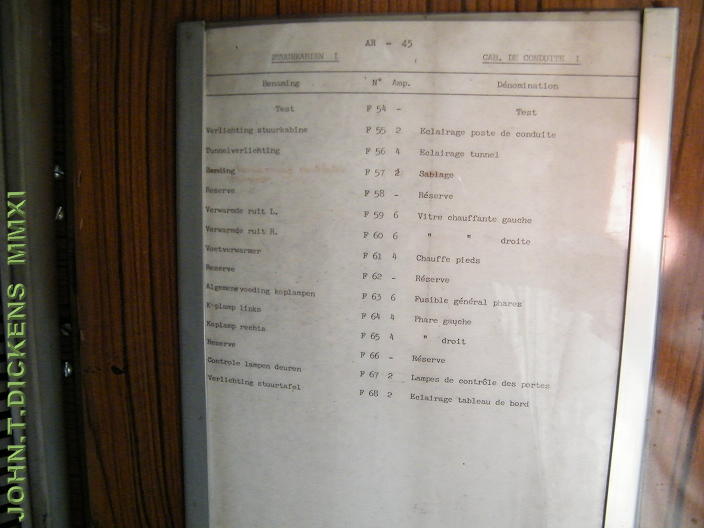 AR - 45
STUURKABIEN I CAB. DE CONDUITE I
Benaming N° Amp. Dénomination
Test F 54 - Test
Verlichting stuurkabine F 55 2 Eclairage poste de conduite
Tunnelverlichting F 56 4 Eclairage tunnel
F 57 2 Sablage
Reserve F 58 - Réserve
Verwarmde ruit L. F 59 6 Vitre chauffante gauche
Verwarmde ruit R. F 60 6 " " droite
Voetverwarmer F 61 4 Chauffe pieds
Reserve F 62 - Réserve
Algemene voeding koplampen F 63 6 Fusible général phares
Koplamp links F 64 4 Phare gauche
Koplamp rechts F 65 4 " droit
Reserve F 66 - Réserve
Controle lampen deuren F 67 2 Lampes de contrôle des portes
Verlichting stuurtafel F 68 2 Eclairage tableau de bord
JOHN.T.DICKENS MMXI